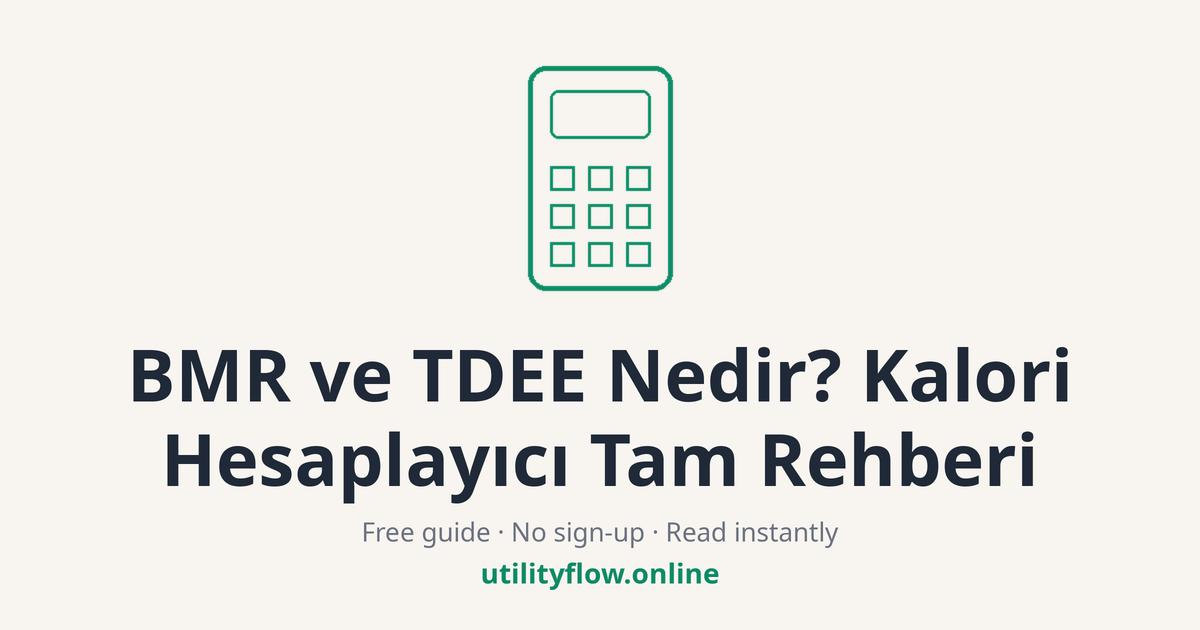 BMR ve TDEE Nedir? Kalori
Hesaplayıcı Tam Rehberi
Free guide · No sign-up · Read instantly
utilityflow.online